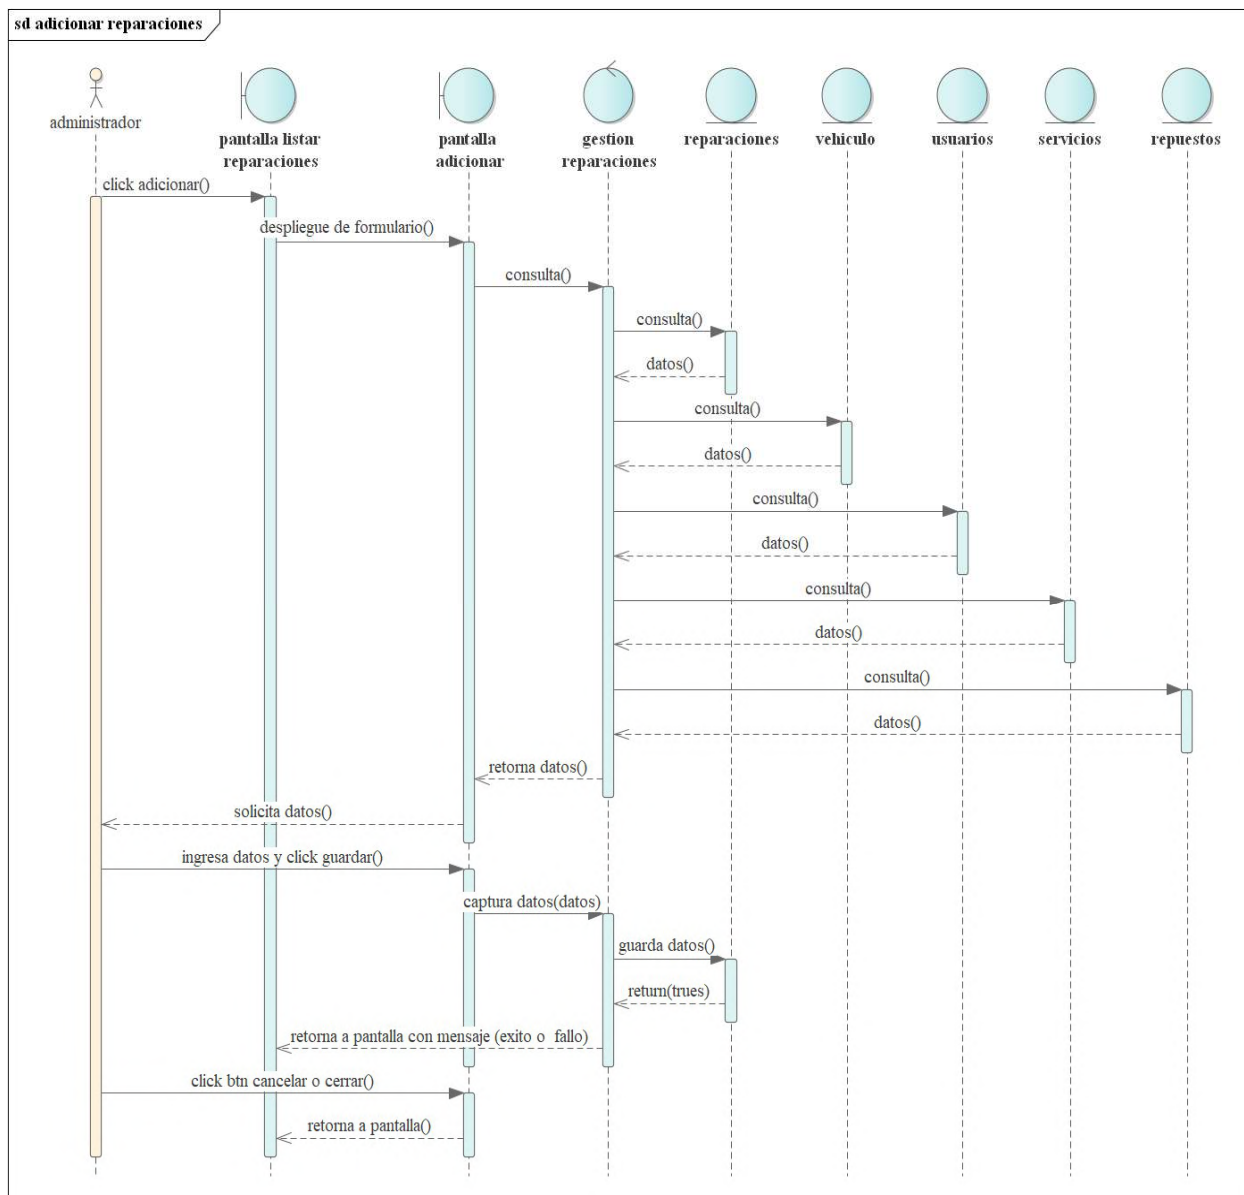 sd adicionar reparaciones
administrador
pantalla listar
reparaciones
pantalla
adicionar
gestion
reparaciones
reparaciones
vehiculo
usuarios
servicios
repuestos
click adicionar()
despliegue de formulario()
consulta()
consulta()
datos()
consulta()
datos()
consulta()
datos()
consulta()
datos()
consulta()
datos()
retorna datos()
solicita datos()
ingresa datos y click guardar()
captura datos(datos)
guarda datos()
return(trues)
retorna a pantalla con mensaje (exito o fallo)
click btn cancelar o cerrar()
retorna a pantalla()